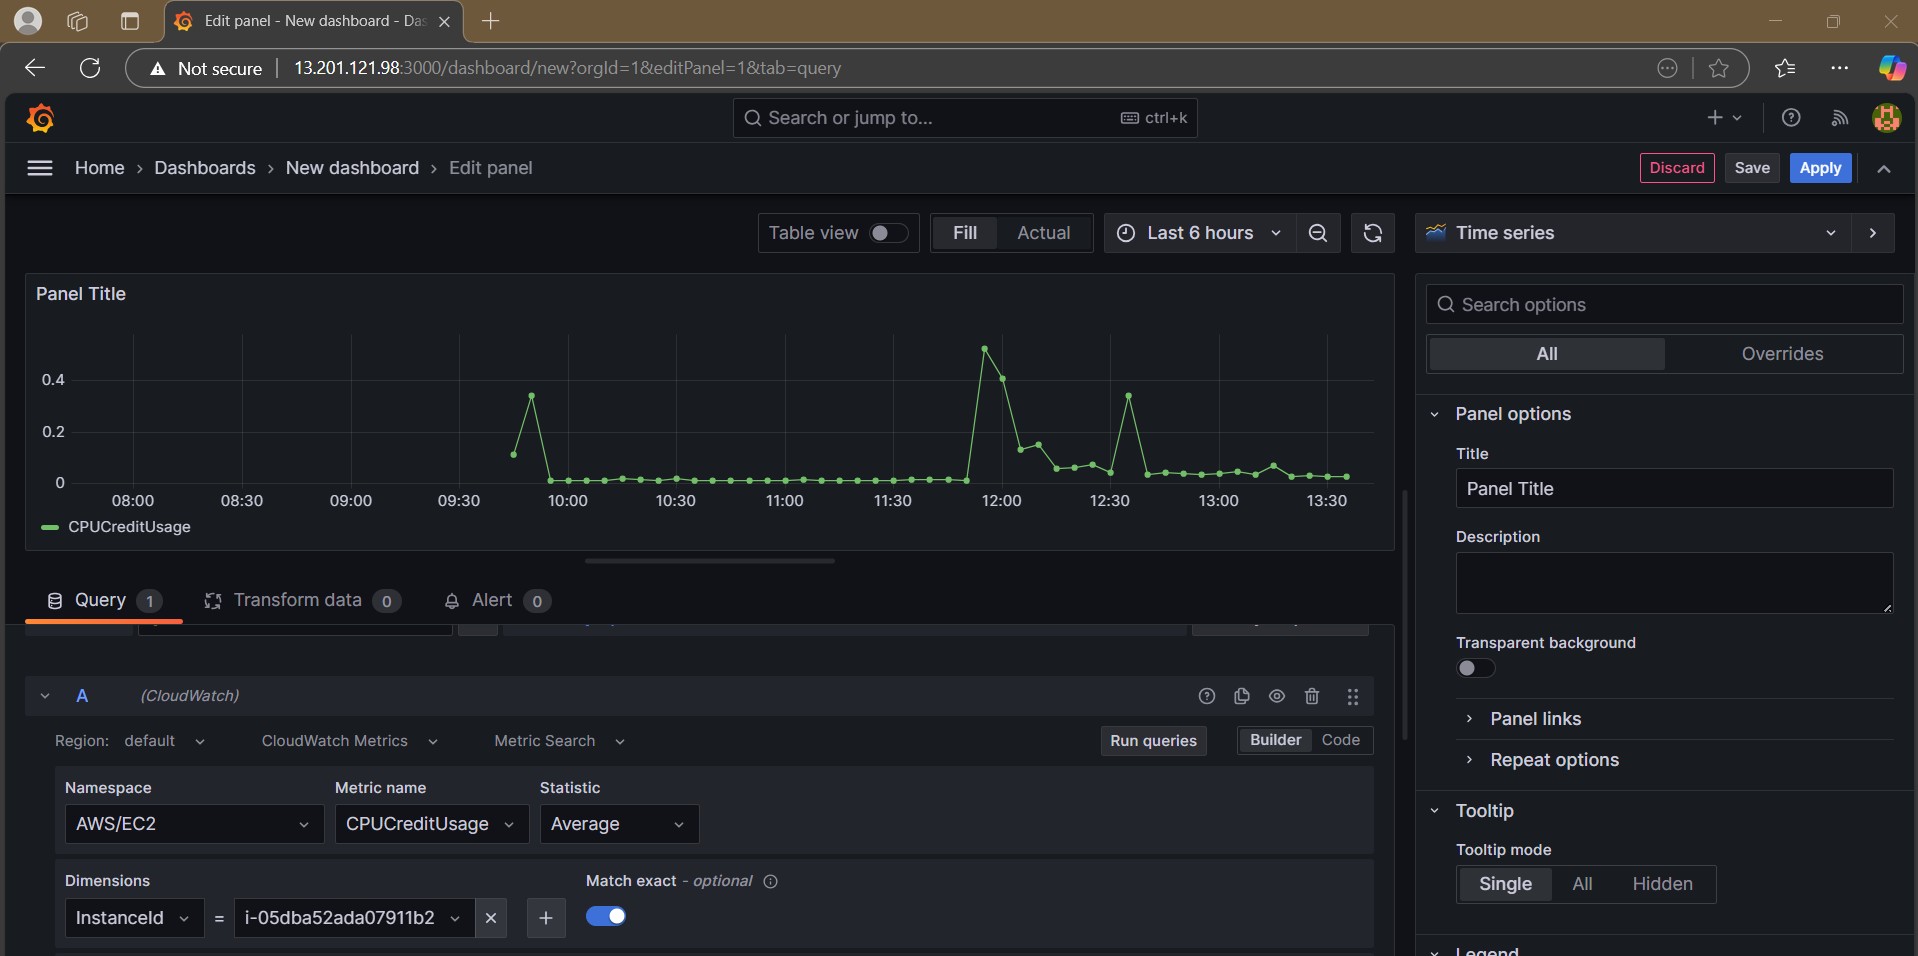 Edit panel - New dashboard - Das
Not secure
13.201.121.98:3000/dashboard/new?orgId=1&editPanel=1&tab=query
Search or jump to...
ctrl+k
Home > Dashboards > New dashboard > Edit panel
Discard
Save
Apply
Table view
Fill
Actual
Last 6 hours
Time series
Panel Title
0.4
0.2
0
08:00 08:30 09:00 09:30 10:00 10:30 11:00 11:30 12:00 12:30 13:00 13:30
CPUCreditUsage
Query 1
Transform data 0
Alert 0
A (CloudWatch)
Region: default
CloudWatch Metrics
Metric Search
Run queries
Builder
Code
Namespace
Metric name
Statistic
AWS/EC2
CPUCreditUsage
Average
Dimensions
Match exact - optional
InstanceId = i-05dba52ada07911b2
Search options
All
Overrides
Panel options
Title
Panel Title
Description
Transparent background
Panel links
Repeat options
Tooltip
Tooltip mode
Single
All
Hidden
Legend